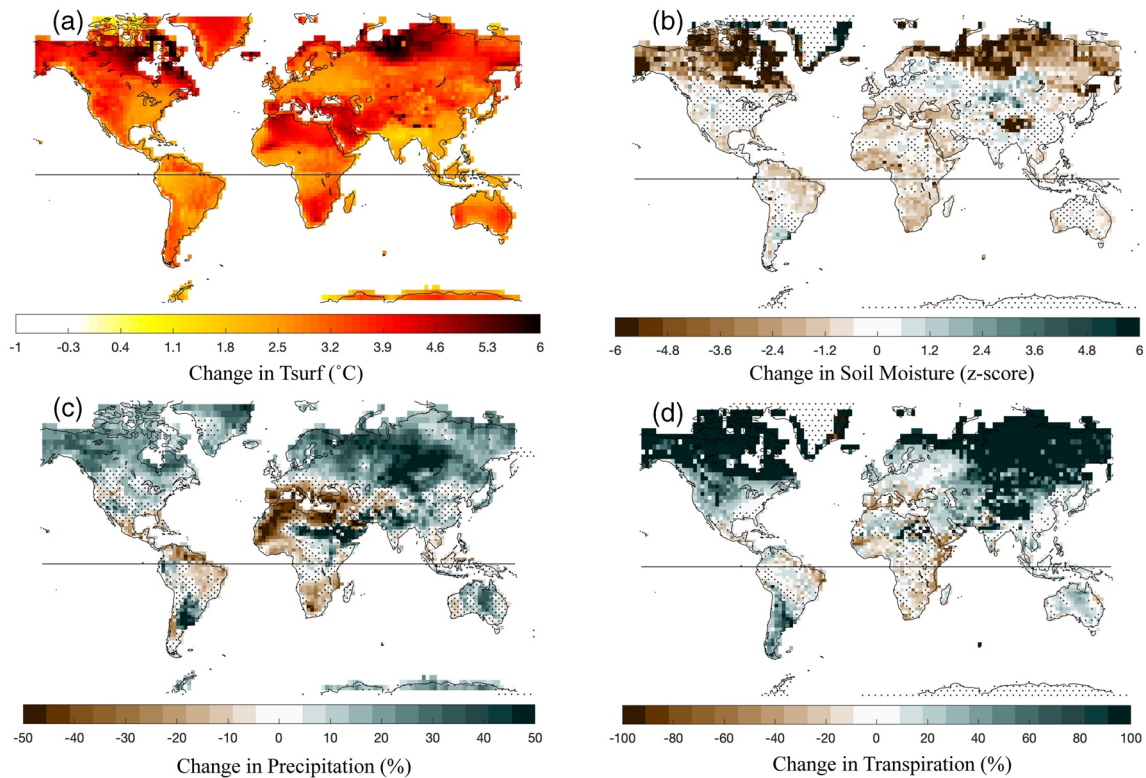 (a)
(b)
-1 -0.3 0.4 1.1 1.8 2.5 3.2 3.9 4.6 5.3 6
Change in Tsurf (˚C)
-6 -4.8 -3.6 -2.4 -1.2 0 1.2 2.4 3.6 4.8 6
Change in Soil Moisture (z-score)
(c)
(d)
-50 -40 -30 -20 -10 0 10 20 30 40 50
Change in Precipitation (%)
-100 -80 -60 -40 -20 0 20 40 60 80 100
Change in Transpiration (%)